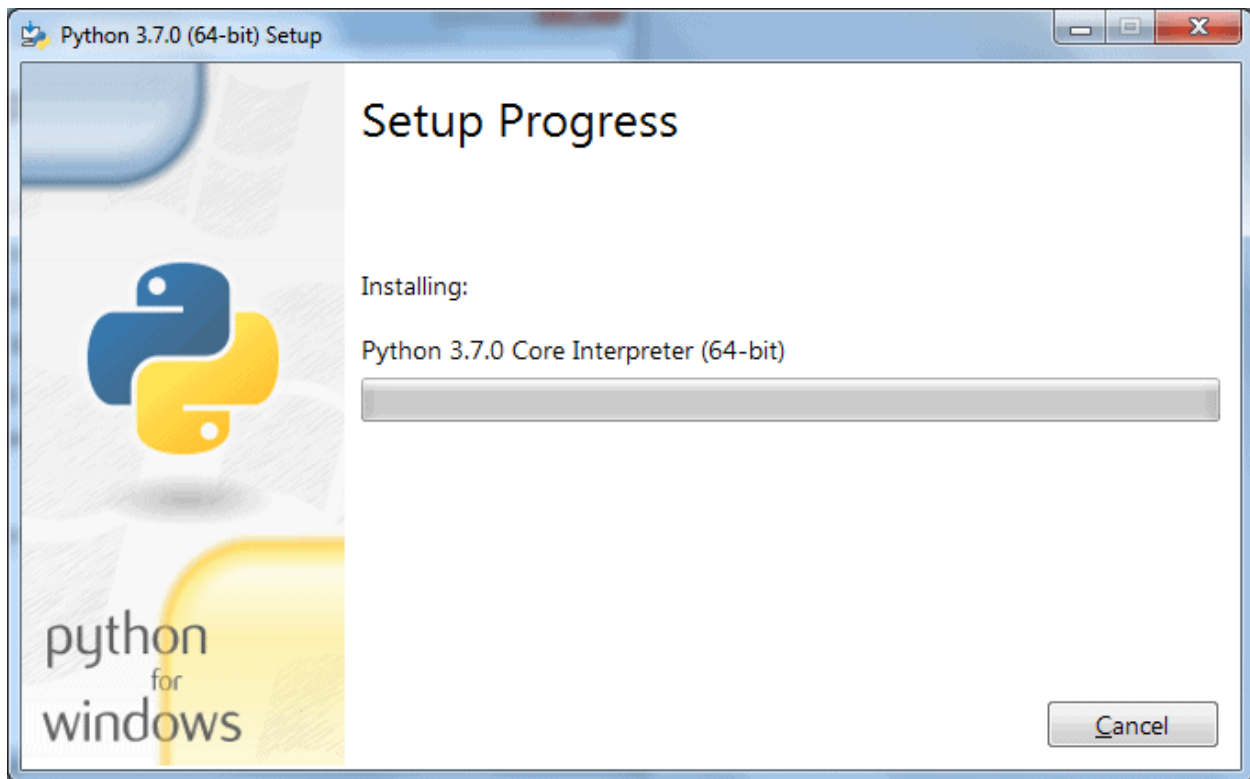 Python 3.7.0 (64-bit) Setup
Setup Progress
Installing:
Python 3.7.0 Core Interpreter (64-bit)
python
for
windows
Cancel